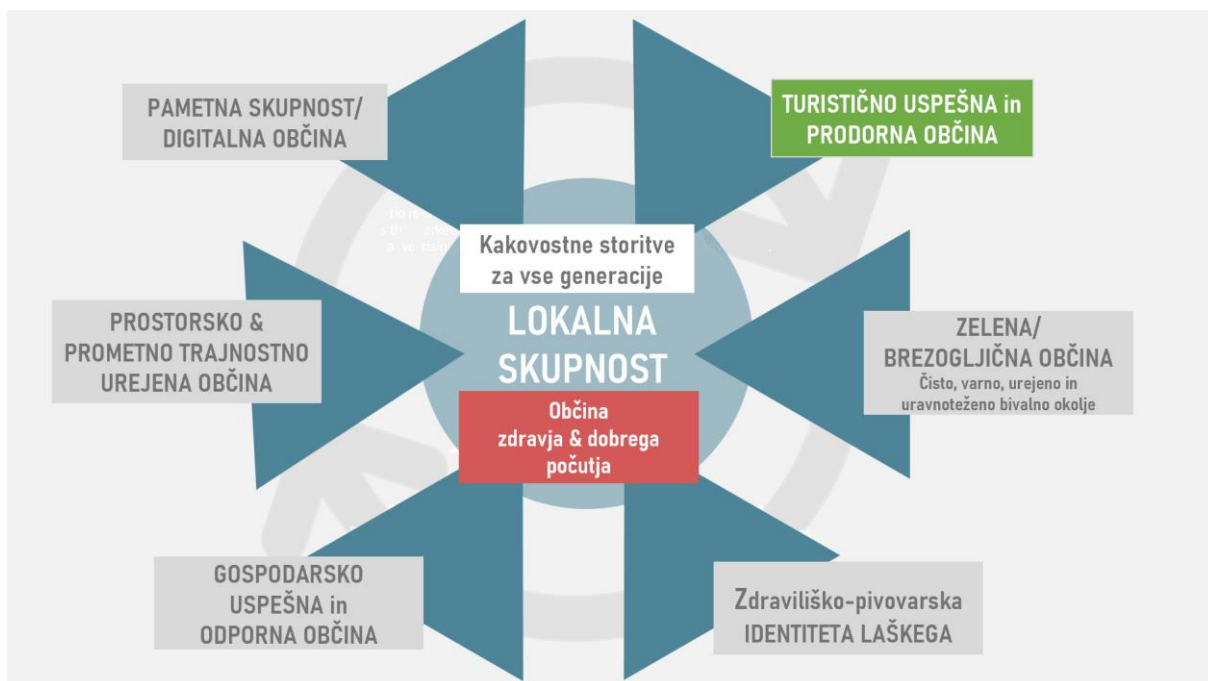 PAMETNA SKUPNOST/
DIGITALNA OBČINA
TURISTIČNO USPEŠNA in
PRODORNA OBČINA
Kakovostne storitve
za vse generacije
LOKALNA
SKUPNOST
Občina
zdravja & dobrega
počutja
PROSTORSKO &
PROMETNO TRAJNOSTNO
UREJENA OBČINA
ZELENA/
BREZOGLJIČNA OBČINA
Čisto, varno, urejeno in
uravnoteženo bivalno okolje
GOSPODARSKO
USPEŠNA in
ODPORNA OBČINA
Zdraviliško-pivovarska
IDENTITETA LAŠKEGA